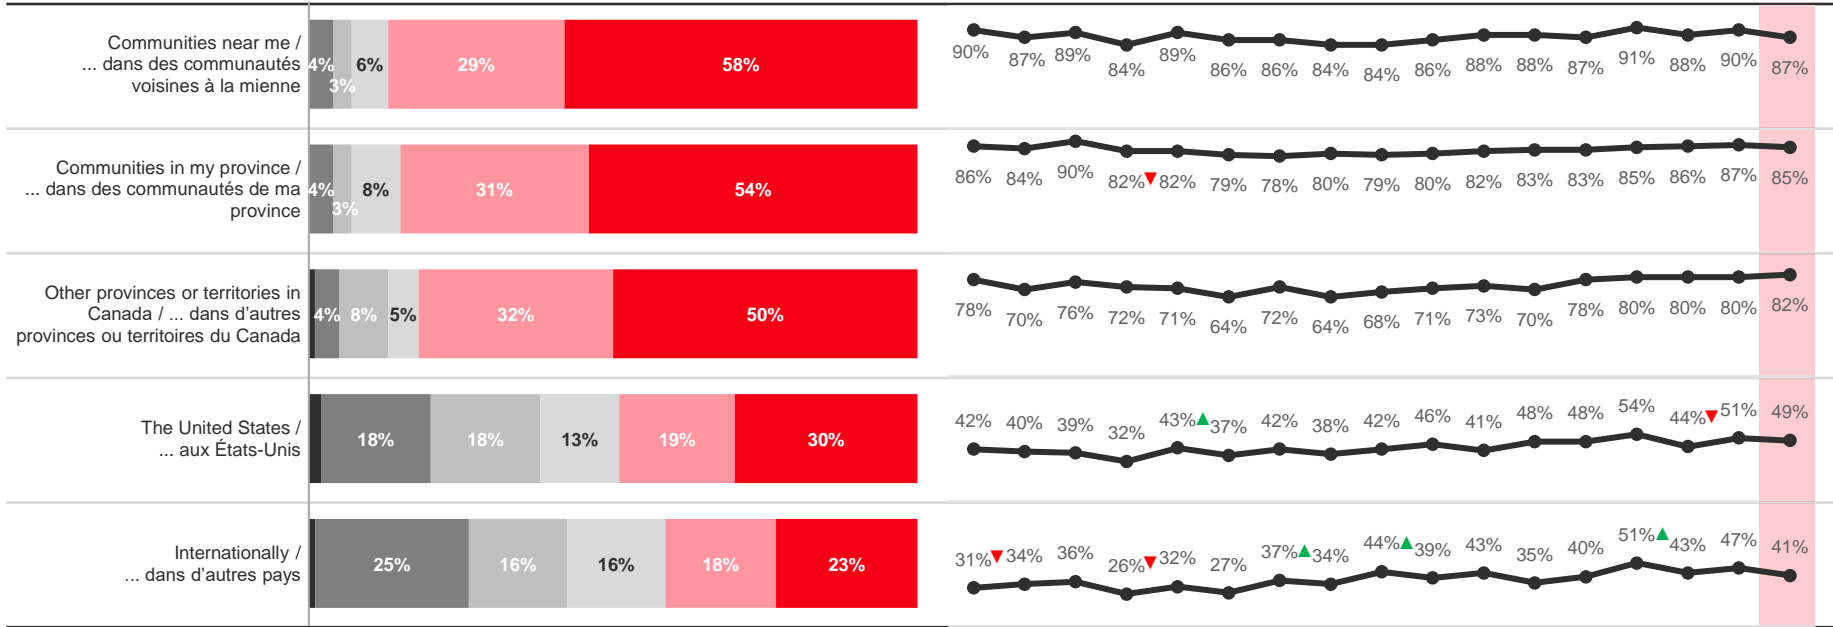 Communities near me /
... dans des communautés
voisines à la mienne
4% 3% 6% 29% 58%
90% 87% 89% 84% 89% 86% 86% 84% 84% 86% 88% 88% 87% 91% 88% 90% 87%
Communities in my province /
... dans des communautés de ma
province
4% 3% 8% 31% 54%
86% 84% 90% 82% 82% 79% 78% 80% 79% 80% 82% 83% 83% 85% 86% 87% 85%
Other provinces or territories in
Canada / ... dans d'autres
provinces ou territoires du Canada
4% 8% 5% 32% 50%
78% 70% 76% 72% 71% 64% 72% 64% 68% 71% 73% 70% 78% 80% 80% 80% 82%
The United States /
... aux États-Unis
18% 18% 13% 19% 30%
42% 40% 39% 32% 43% 37% 42% 38% 42% 46% 41% 48% 48% 54% 44% 51% 49%
Internationally /
... dans d'autres pays
25% 16% 16% 18% 23%
31% 34% 36% 26% 32% 27% 37% 34% 44% 39% 43% 35% 40% 51% 43% 47% 41%